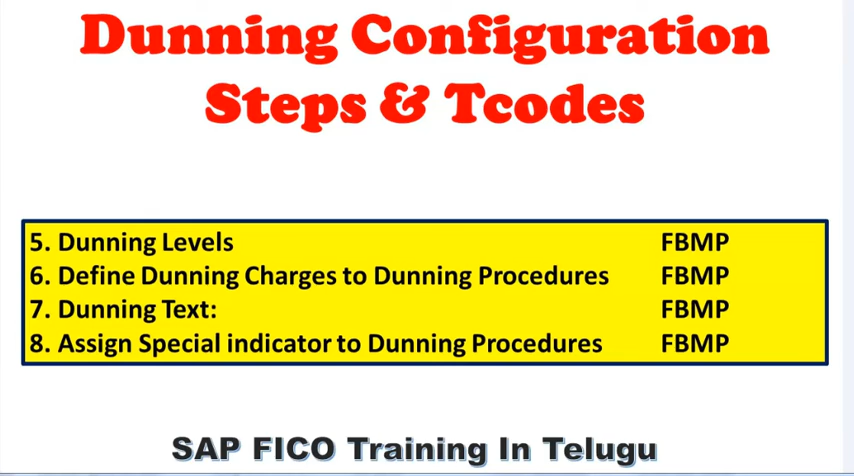 Dunning Configuration
Steps & Tcodes
5. Dunning Levels FBMP
6. Define Dunning Charges to Dunning Procedures FBMP
7. Dunning Text: FBMP
8. Assign Special indicator to Dunning Procedures FBMP
SAP FICO Training In Telugu